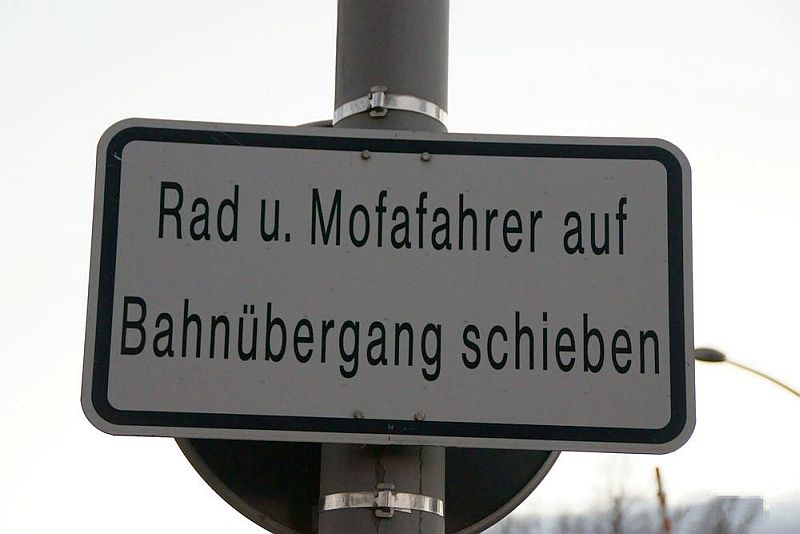 Rad u. Mofafahrer auf
Bahnübergang schieben